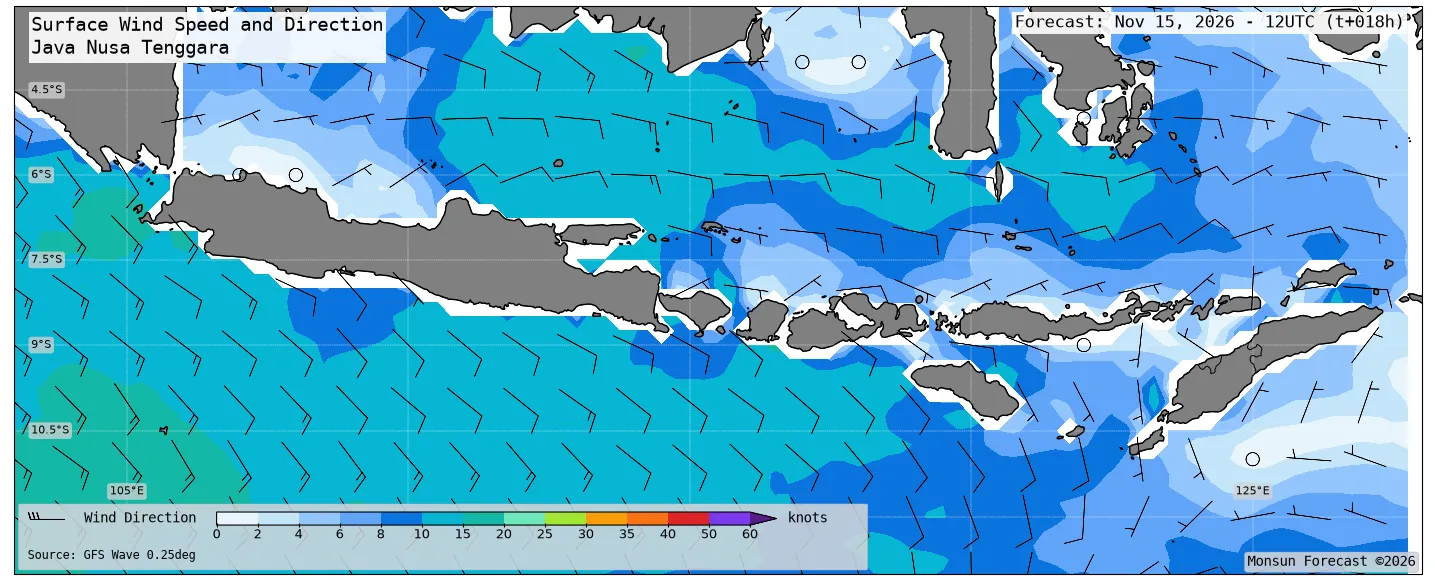 Surface Wind Speed and Direction
Java Nusa Tenggara
Forecast: Nov 15, 2026 - 12UTC (t+018h)
4.5°S
6°S
7.5°S
9°S
10.5°S
105°E
125°E
Wind Direction
0 2 4 6 8 10 15 20 25 30 35 40 50 60
knots
Source: GFS Wave 0.25deg
Monsun Forecast ©2026